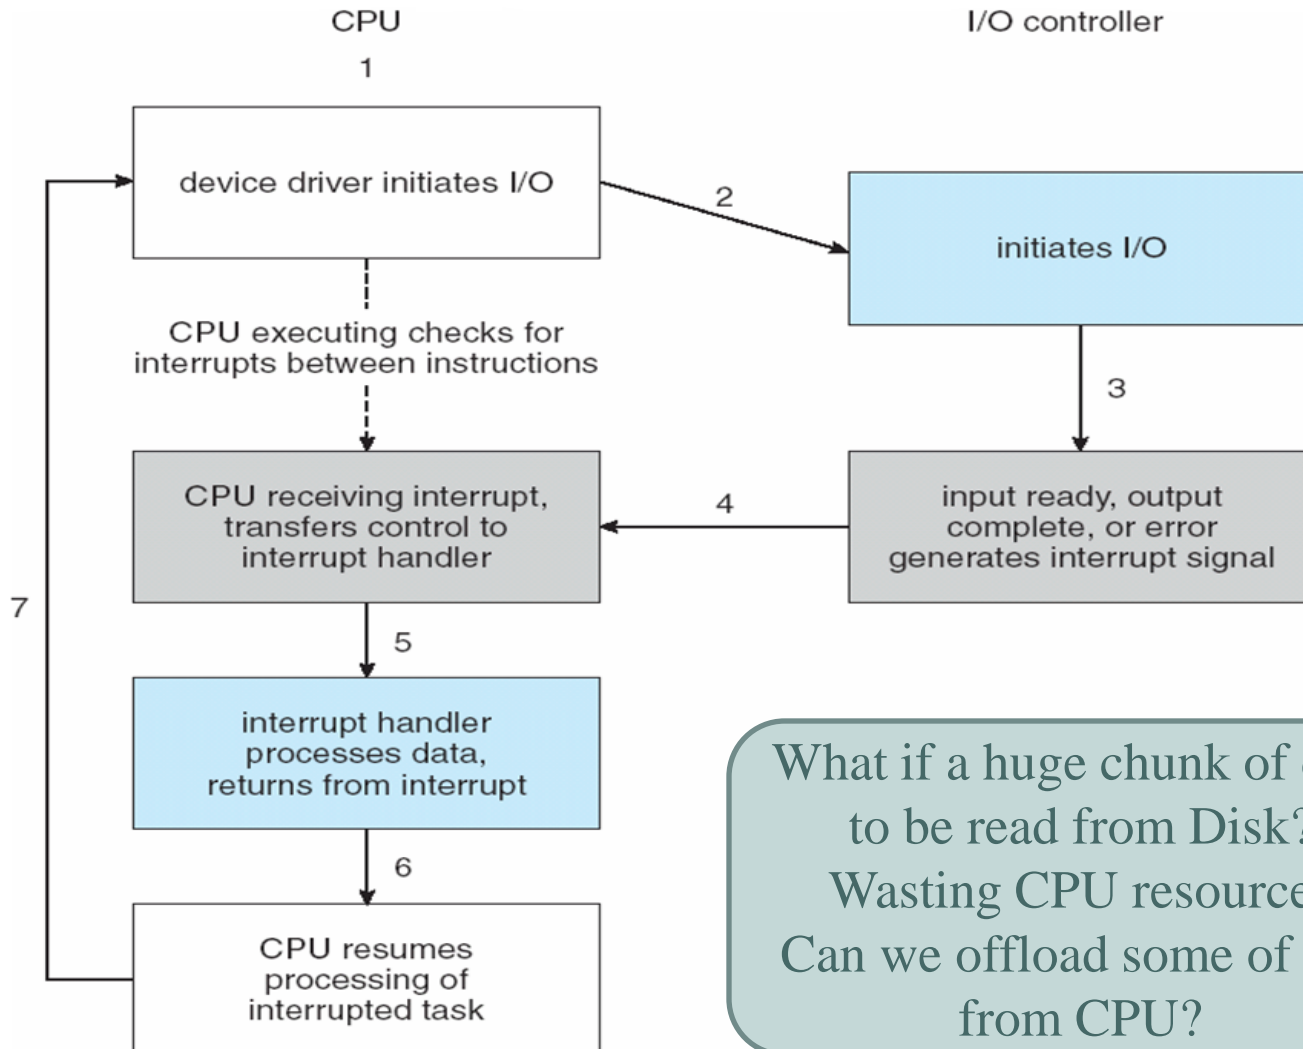 CPU
I/O controller
1
device driver initiates I/O
2
initiates I/O
CPU executing checks for
interrupts between instructions
3
CPU receiving interrupt,
transfers control to
interrupt handler
4
input ready, output
complete, or error
generates interrupt signal
7
5
interrupt handler
processes data,
returns from interrupt
6
CPU resumes
processing of
interrupted task
What if a huge chunk of
to be read from Disk?
Wasting CPU resource
Can we offload some of
from CPU?